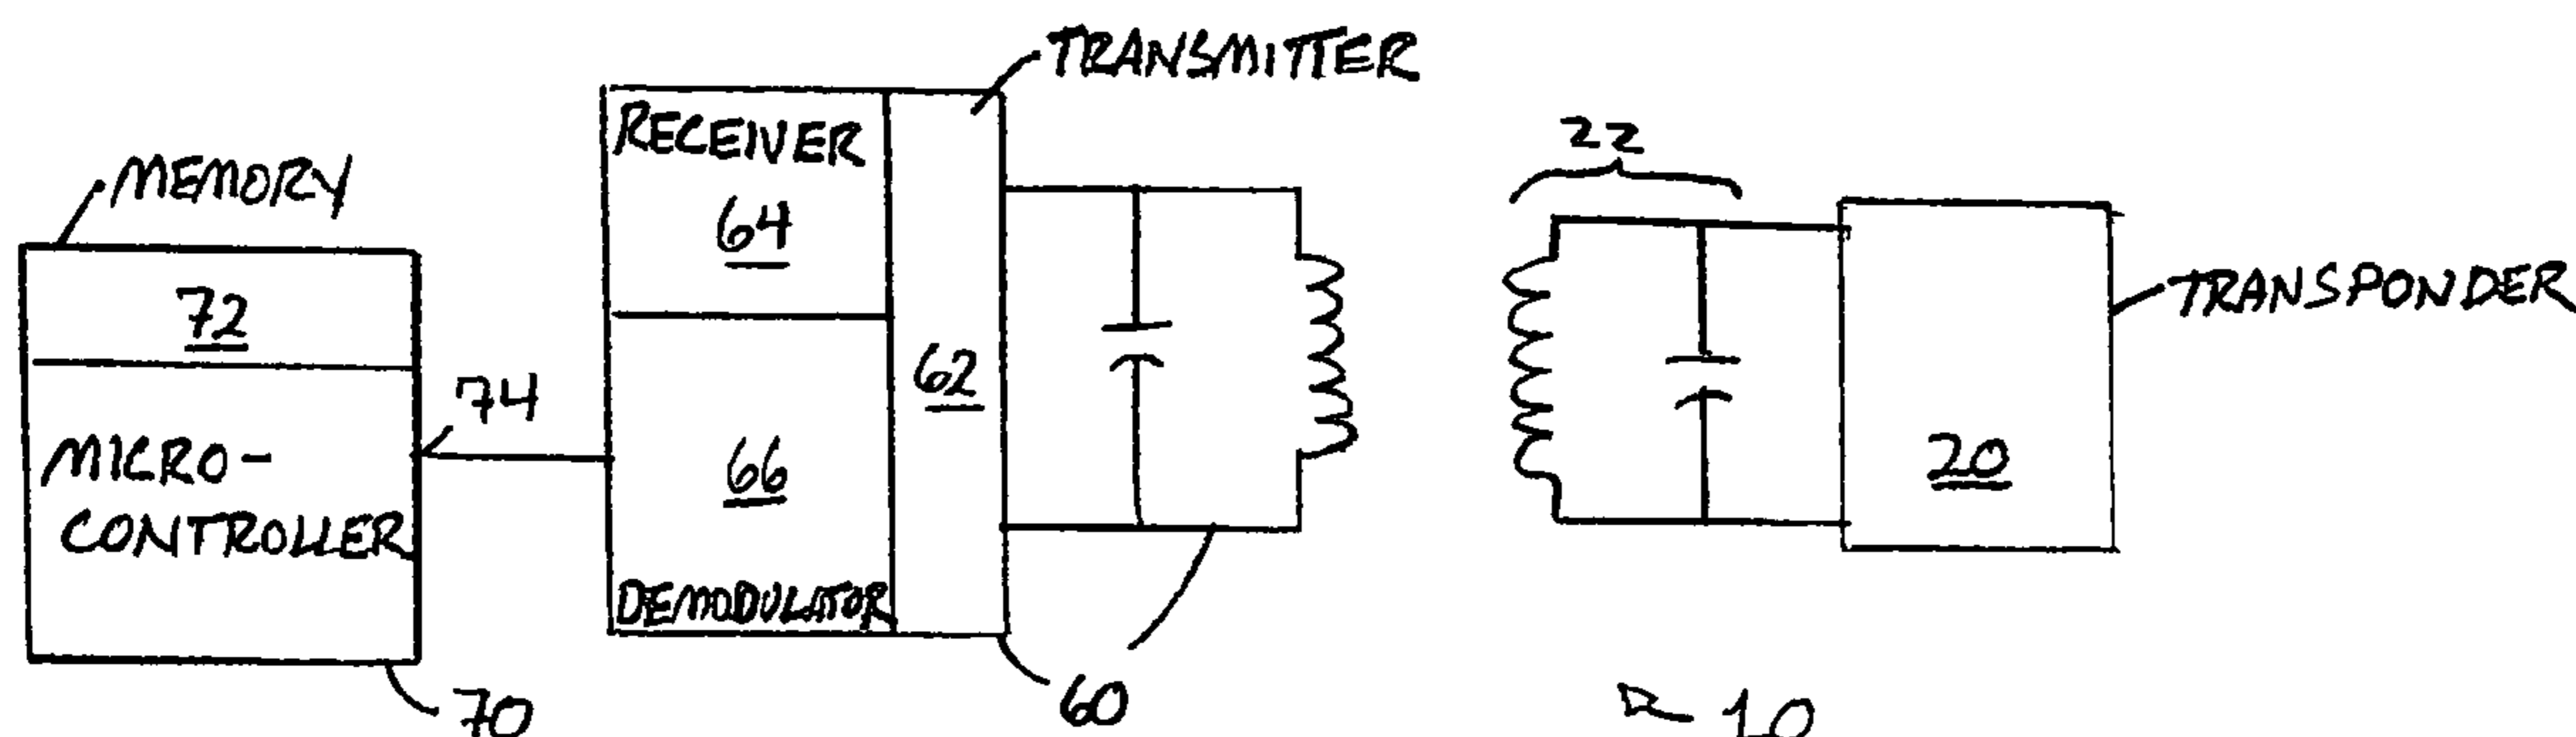 TRANSMITTER
RECEIVER
64
22
MEMORY
72
TRANSPONDER
62
74
MICRO-
CONTROLLER
66
20
DEMODULATOR
60
70
10